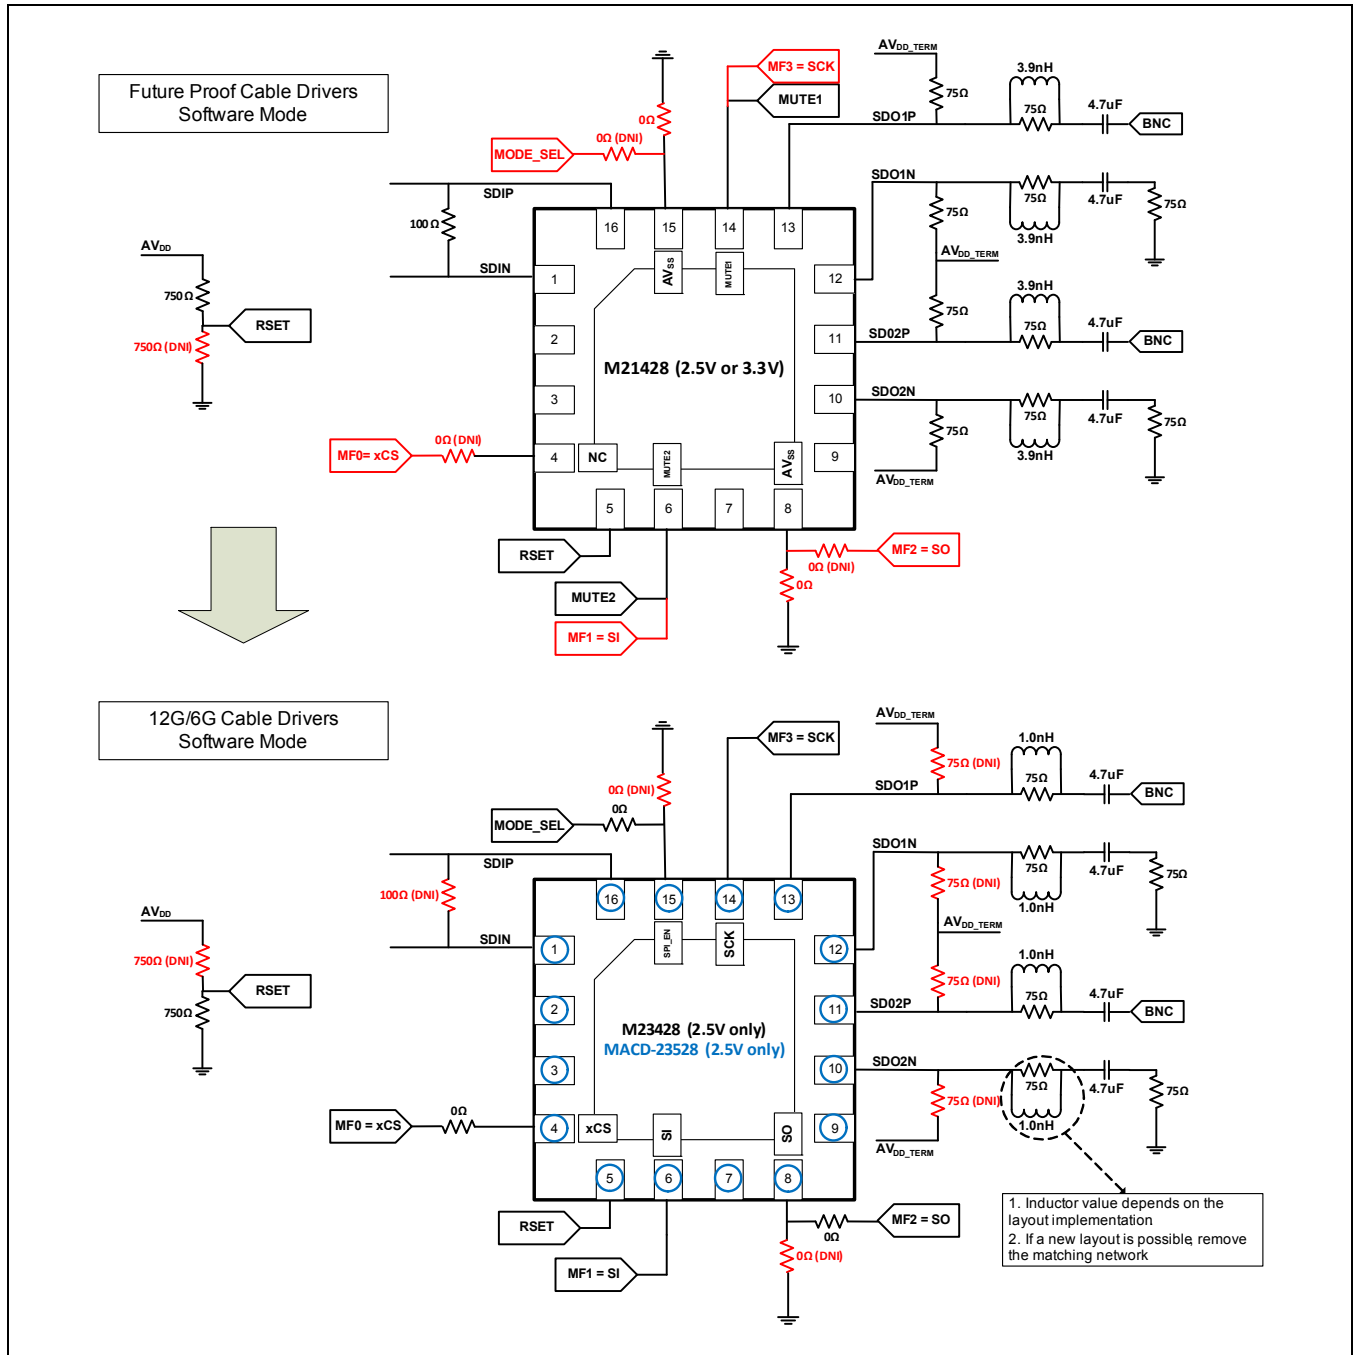 Future Proof Cable Drivers
Software Mode
AVDD_TERM
75Ω
3.9nH
75Ω
4.7uF
BNC
SDO1P
MF3 = SCK
MUTE1
0Ω
0Ω (DNI)
MODE_SEL
SDIP
100Ω
SDIN
AVDD
750Ω
RSET
750Ω (DNI)
16
15
14
13
AVSS
MUTE1
1
2
3
4
12
11
10
9
M21428 (2.5V or 3.3V)
NC
MUTE2
AVSS
5
6
7
8
SDO1N
75Ω
75Ω
3.9nH
4.7uF
75Ω
AVDD_TERM
75Ω
3.9nH
75Ω
4.7uF
BNC
SD02P
SDO2N
75Ω
75Ω
3.9nH
4.7uF
75Ω
AVDD_TERM
MF0= xCS
0Ω (DNI)
RSET
MUTE2
MF1 = SI
MF2 = SO
0Ω (DNI)
0Ω
12G/6G Cable Drivers
Software Mode
AVDD_TERM
75Ω (DNI)
1.0nH
75Ω
4.7uF
BNC
SDO1P
MF3 = SCK
0Ω (DNI)
0Ω
MODE_SEL
SDIP
100Ω (DNI)
SDIN
AVDD
750Ω (DNI)
RSET
750Ω
16
15
14
13
SPI_EN
SCK
1
2
3
4
12
11
10
9
M23428 (2.5V only)
MACD-23528 (2.5V only)
xCS
SI
SO
5
6
7
8
SDO1N
75Ω (DNI)
75Ω
1.0nH
4.7uF
75Ω
AVDD_TERM
75Ω (DNI)
1.0nH
75Ω
4.7uF
BNC
SD02P
SDO2N
75Ω (DNI)
75Ω
1.0nH
4.7uF
75Ω
AVDD_TERM
MF0 = xCS
0Ω
RSET
MF1 = SI
MF2 = SO
0Ω
0Ω (DNI)
1. Inductor value depends on the
layout implementation
2. If a new layout is possible, remove
the matching network